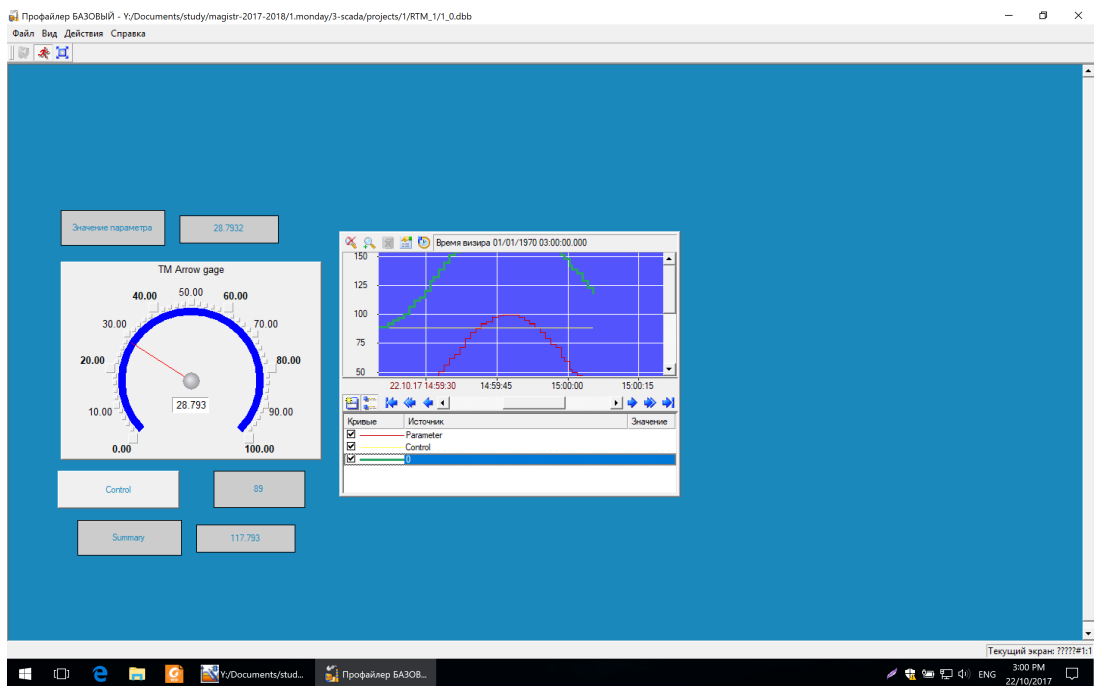 Профайлер БАЗОВЫЙ - Y:/Documents/study/magistr-2017-2018/1.monday/3-scada/projects/1/RTM_1/1_0.dbb
Файл Вид Действия Справка
Значение параметра
28.7932
TM Arrow gage
0.00
10.00
20.00
30.00
40.00
50.00
60.00
70.00
80.00
90.00
100.00
28.793
Control
89
Summary
117.793
Время визира 01/01/1970 03:00:00.000
150
125
100
75
50
22.10.17 14:59:30 14:59:45 15:00:00 15:00:15
Кривые Источник Значение
Parameter
Control
0
Текущий экран: ?????#1:1
Y:/Documents/stud...
Профайлер БАЗОВ...
ENG
3:00 PM
22/10/2017